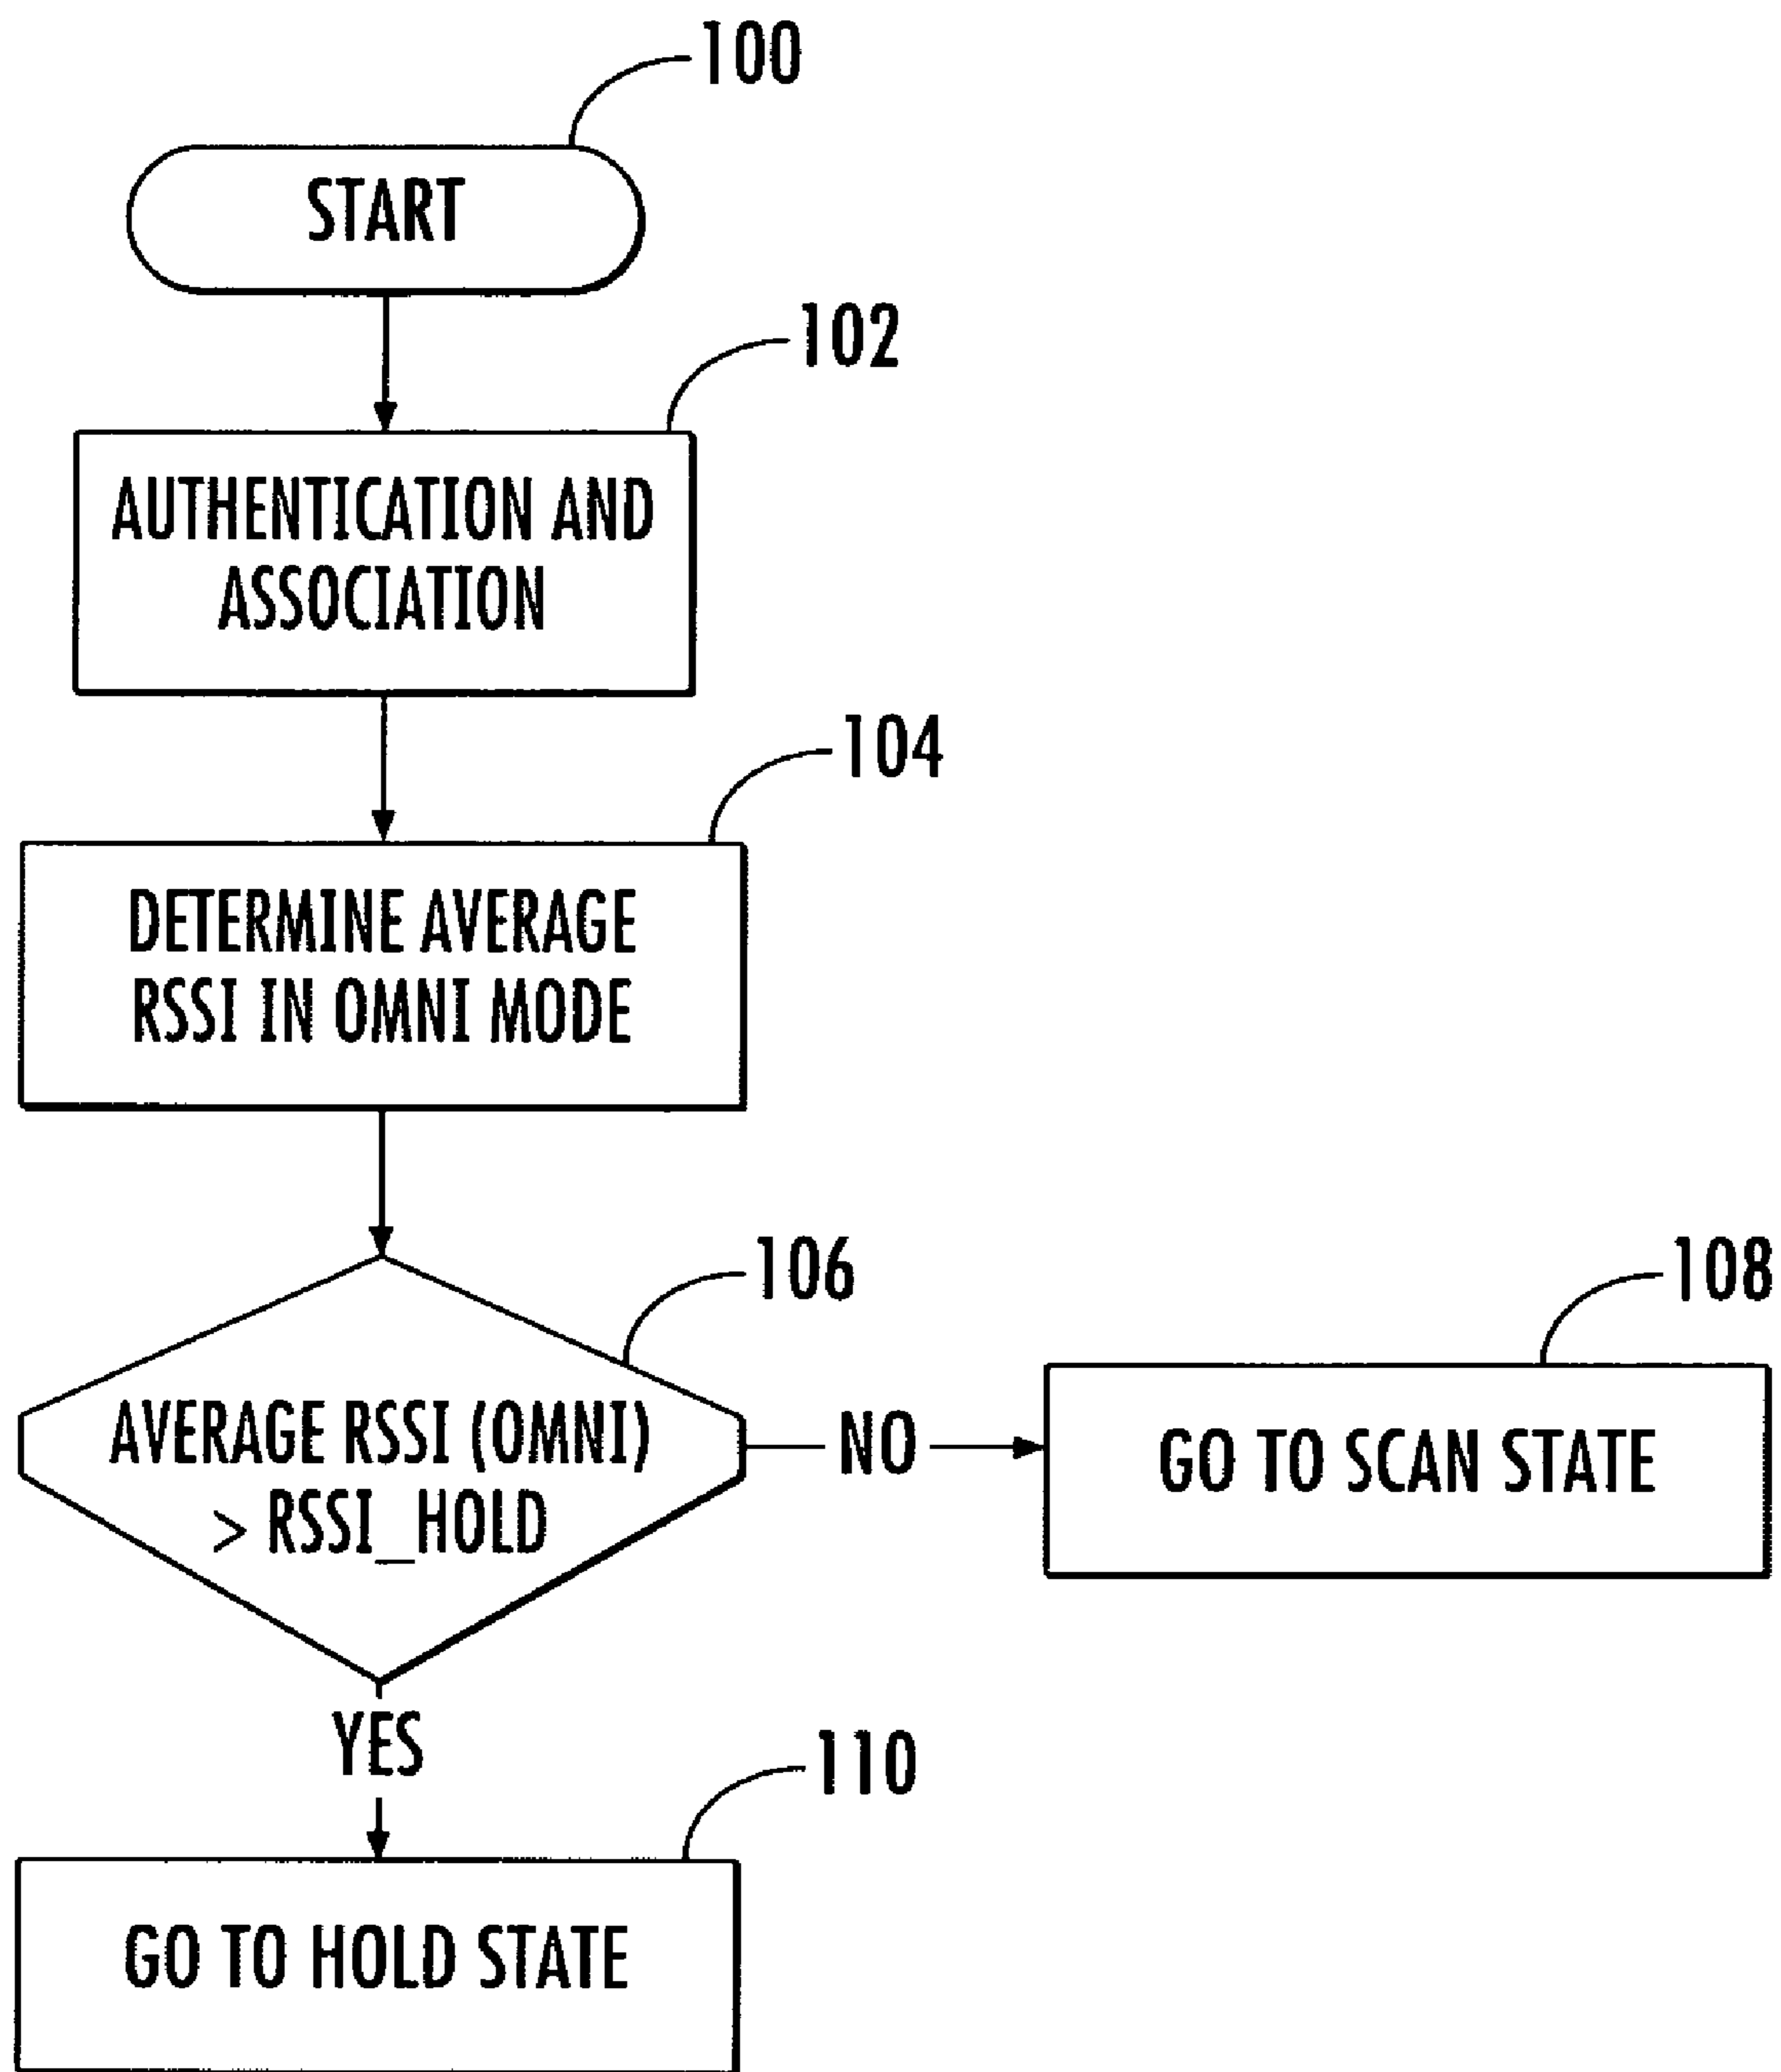 100
START
102
AUTHENTICATION AND
ASSOCIATION
104
DETERMINE AVERAGE
RSSI IN OMNI MODE
106
AVERAGE RSSI (OMNI)
> RSSI_HOLD
NO
108
GO TO SCAN STATE
YES
110
GO TO HOLD STATE